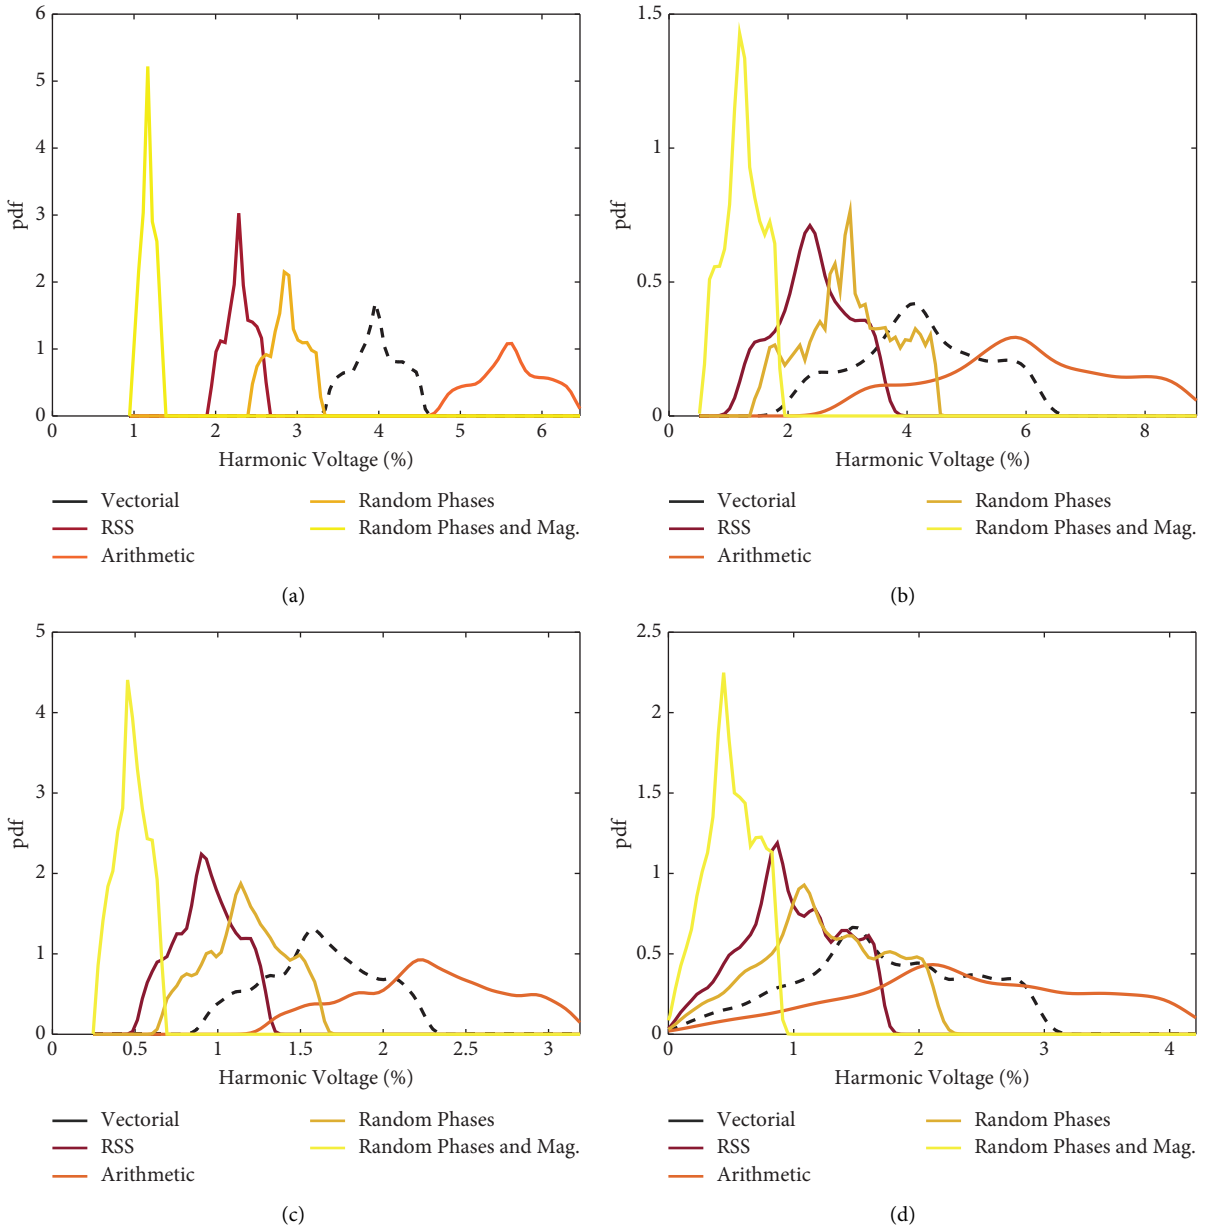 6
5
4
3
2
1
0
pdf
0
1
2
3
4
5
6
Harmonic Voltage (%)
Vectorial
RSS
Arithmetic
Random Phases
Random Phases and Mag.
(a)
1.5
1
0.5
0
pdf
0
2
4
6
8
Harmonic Voltage (%)
Vectorial
RSS
Arithmetic
Random Phases
Random Phases and Mag.
(b)
5
4
3
2
1
0
pdf
0
0.5
1
1.5
2
2.5
3
Harmonic Voltage (%)
Vectorial
RSS
Arithmetic
Random Phases
Random Phases and Mag.
(c)
2.5
2
1.5
1
0.5
0
pdf
0
1
2
3
4
Harmonic Voltage (%)
Vectorial
RSS
Arithmetic
Random Phases
Random Phases and Mag.
(d)